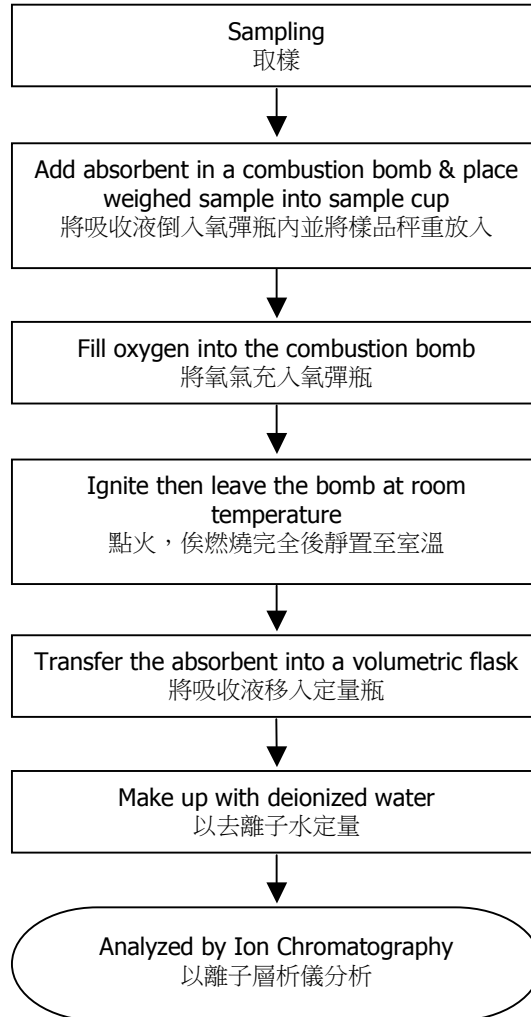 Sampling
取樣
Add absorbent in a combustion bomb & place
weighed sample into sample cup
將吸收液倒入氧彈瓶內並將樣品秤重放入
Fill oxygen into the combustion bomb
將氧氣充入氧彈瓶
Ignite then leave the bomb at room
temperature
點火，俟燃燒完全後靜置至室溫
Transfer the absorbent into a volumetric flask
將吸收液移入定量瓶
Make up with deionized water
以去離子水定量
Analyzed by Ion Chromatography
以離子層析儀分析